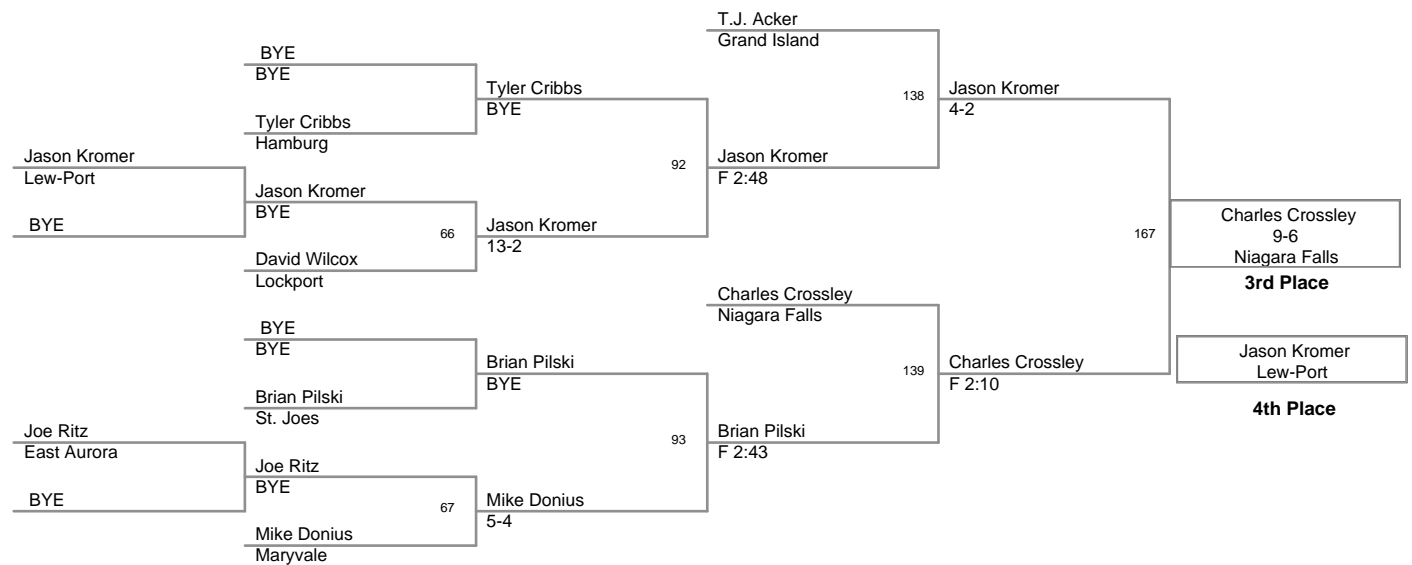 T.J. Acker
Grand Island
BYE
BYE
Tyler Cribbs
BYE
138
Jason Kromer
4-2
Tyler Cribbs
Hamburg
Jason Kromer
Lew-Port
92
Jason Kromer
F 2:48
Jason Kromer
BYE
BYE
66
Jason Kromer
13-2
167
Charles Crossley
9-6
Niagara Falls
3rd Place
David Wilcox
Lockport
Charles Crossley
Niagara Falls
BYE
BYE
Brian Pilski
BYE
139
Charles Crossley
F 2:10
Jason Kromer
Lew-Port
4th Place
Brian Pilski
St. Joes
Joe Ritz
East Aurora
93
Brian Pilski
F 2:43
Joe Ritz
BYE
BYE
67
Mike Donius
5-4
Mike Donius
Maryvale